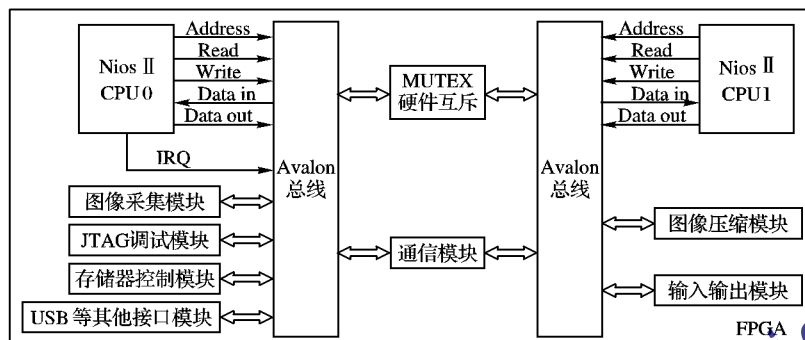 Nios Ⅱ
CPU0
Address
Read
Write
Data in
Data out
IRQ
Avalon
总线
图像采集模块
JTAG调试模块
存储器控制模块
USB 等其他接口模块
MUTEX
硬件互斥
通信模块
Avalon
总线
Address
Read
Write
Data in
Data out
Nios Ⅱ
CPU1
图像压缩模块
输入输出模块
FPGA